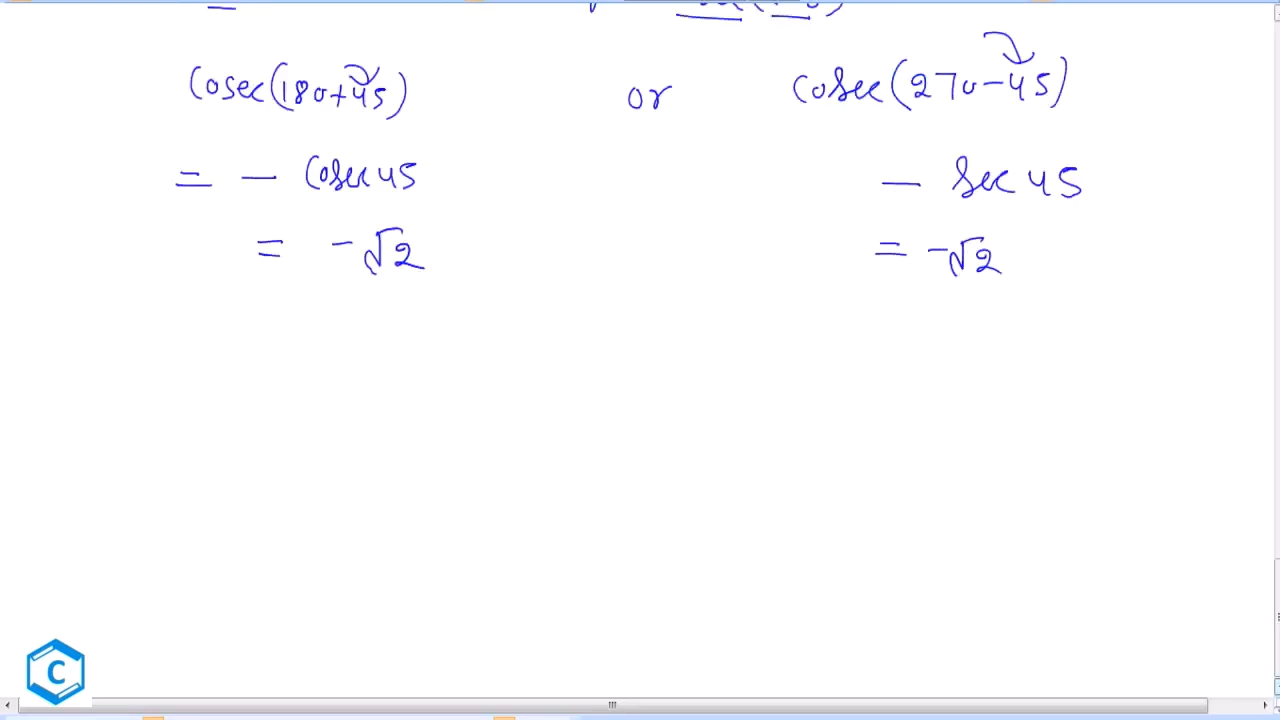 cosec(180+45) or cosec(270-45)
= - cosec 45 - sec 45
= -√2 = -√2
C